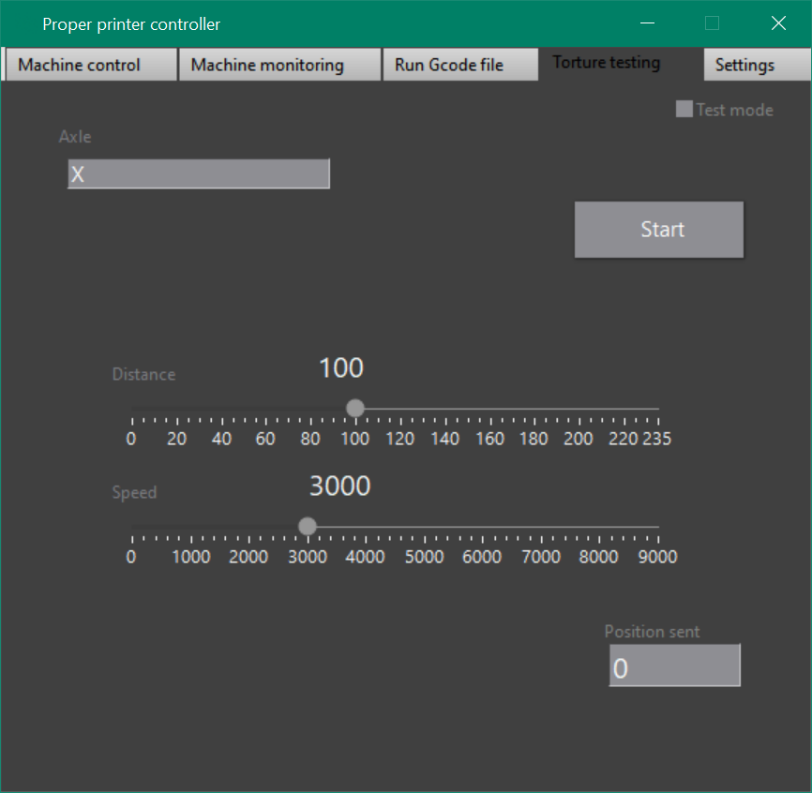 Proper printer controller
Machine control Machine monitoring Run Gcode file Torture testing Settings
Test mode
Axle
X
Start
Distance 100
0 20 40 60 80 100 120 140 160 180 200 220 235
Speed 3000
0 1000 2000 3000 4000 5000 6000 7000 8000 9000
Position sent
0